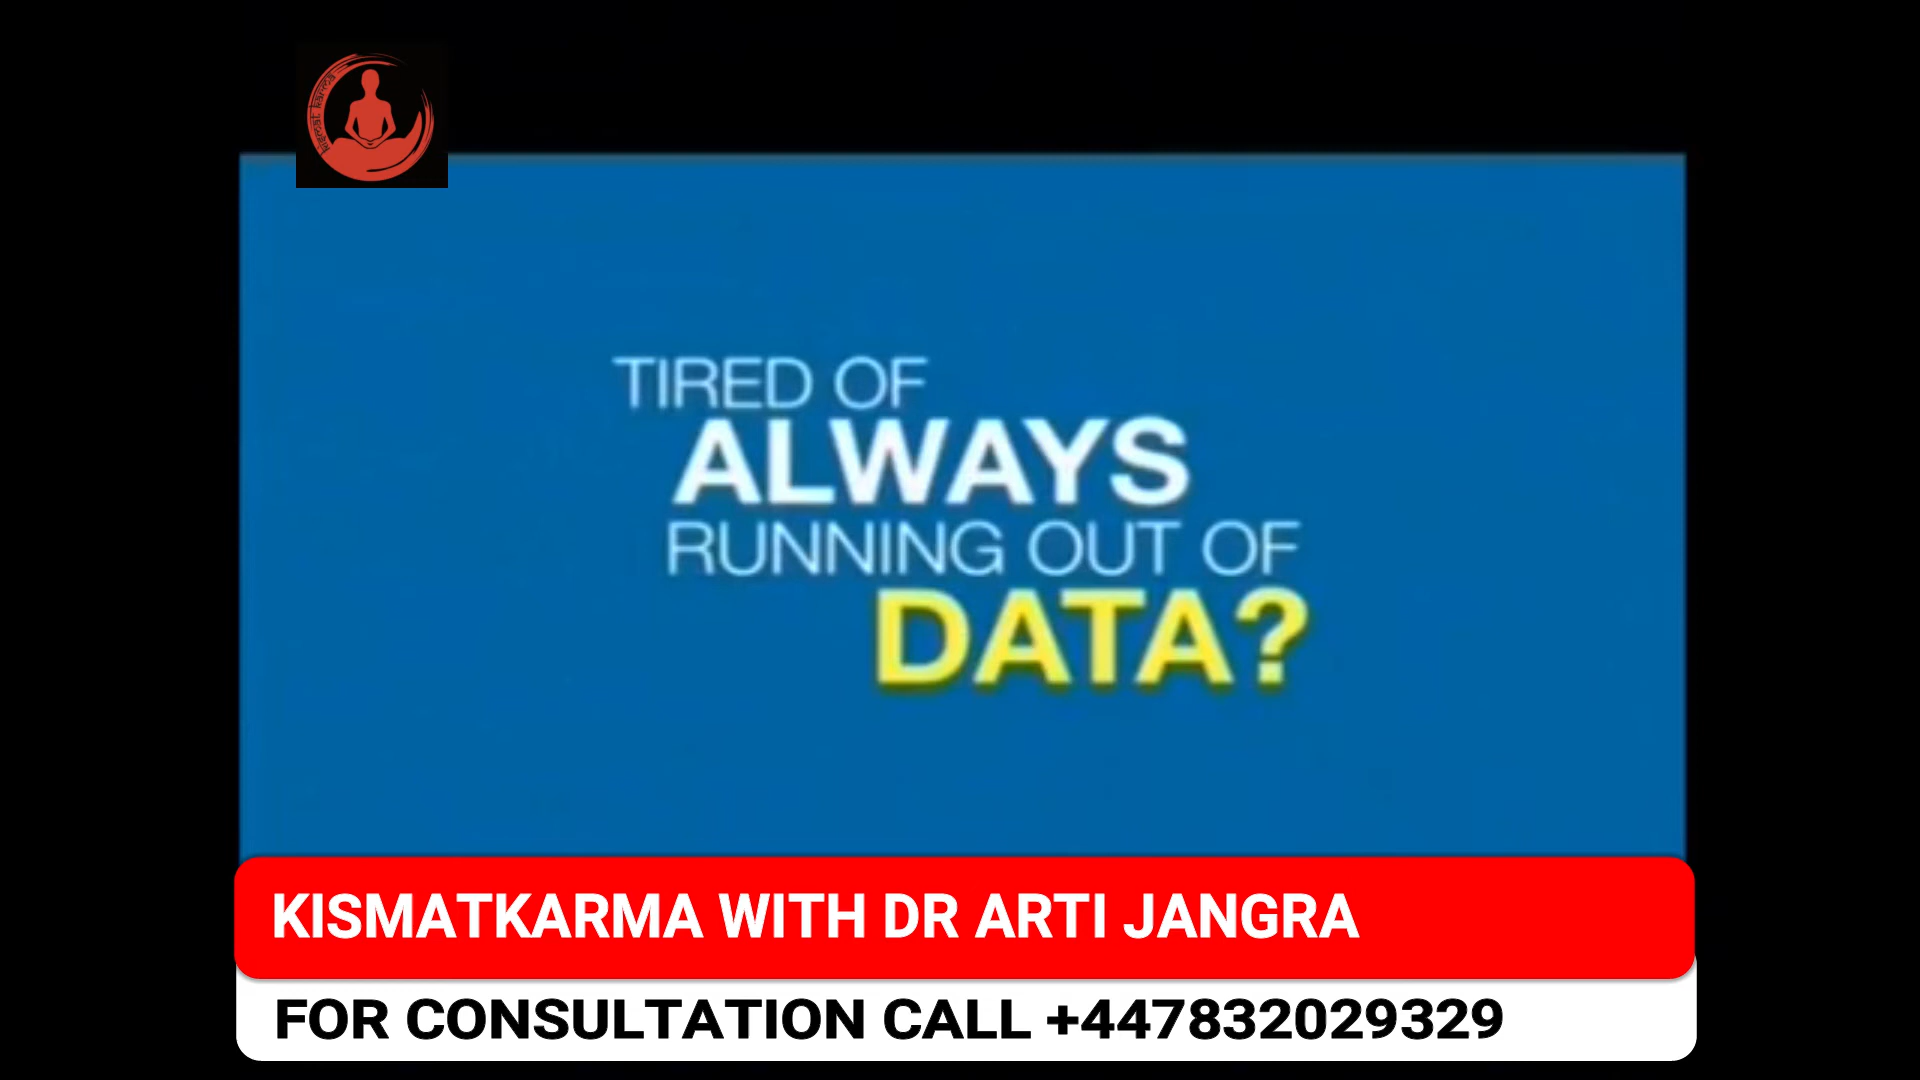 TIRED OF
ALWAYS
RUNNING OUT OF
DATA?
KISMATKARMA WITH DR ARTI JANGRA
FOR CONSULTATION CALL +447832029329